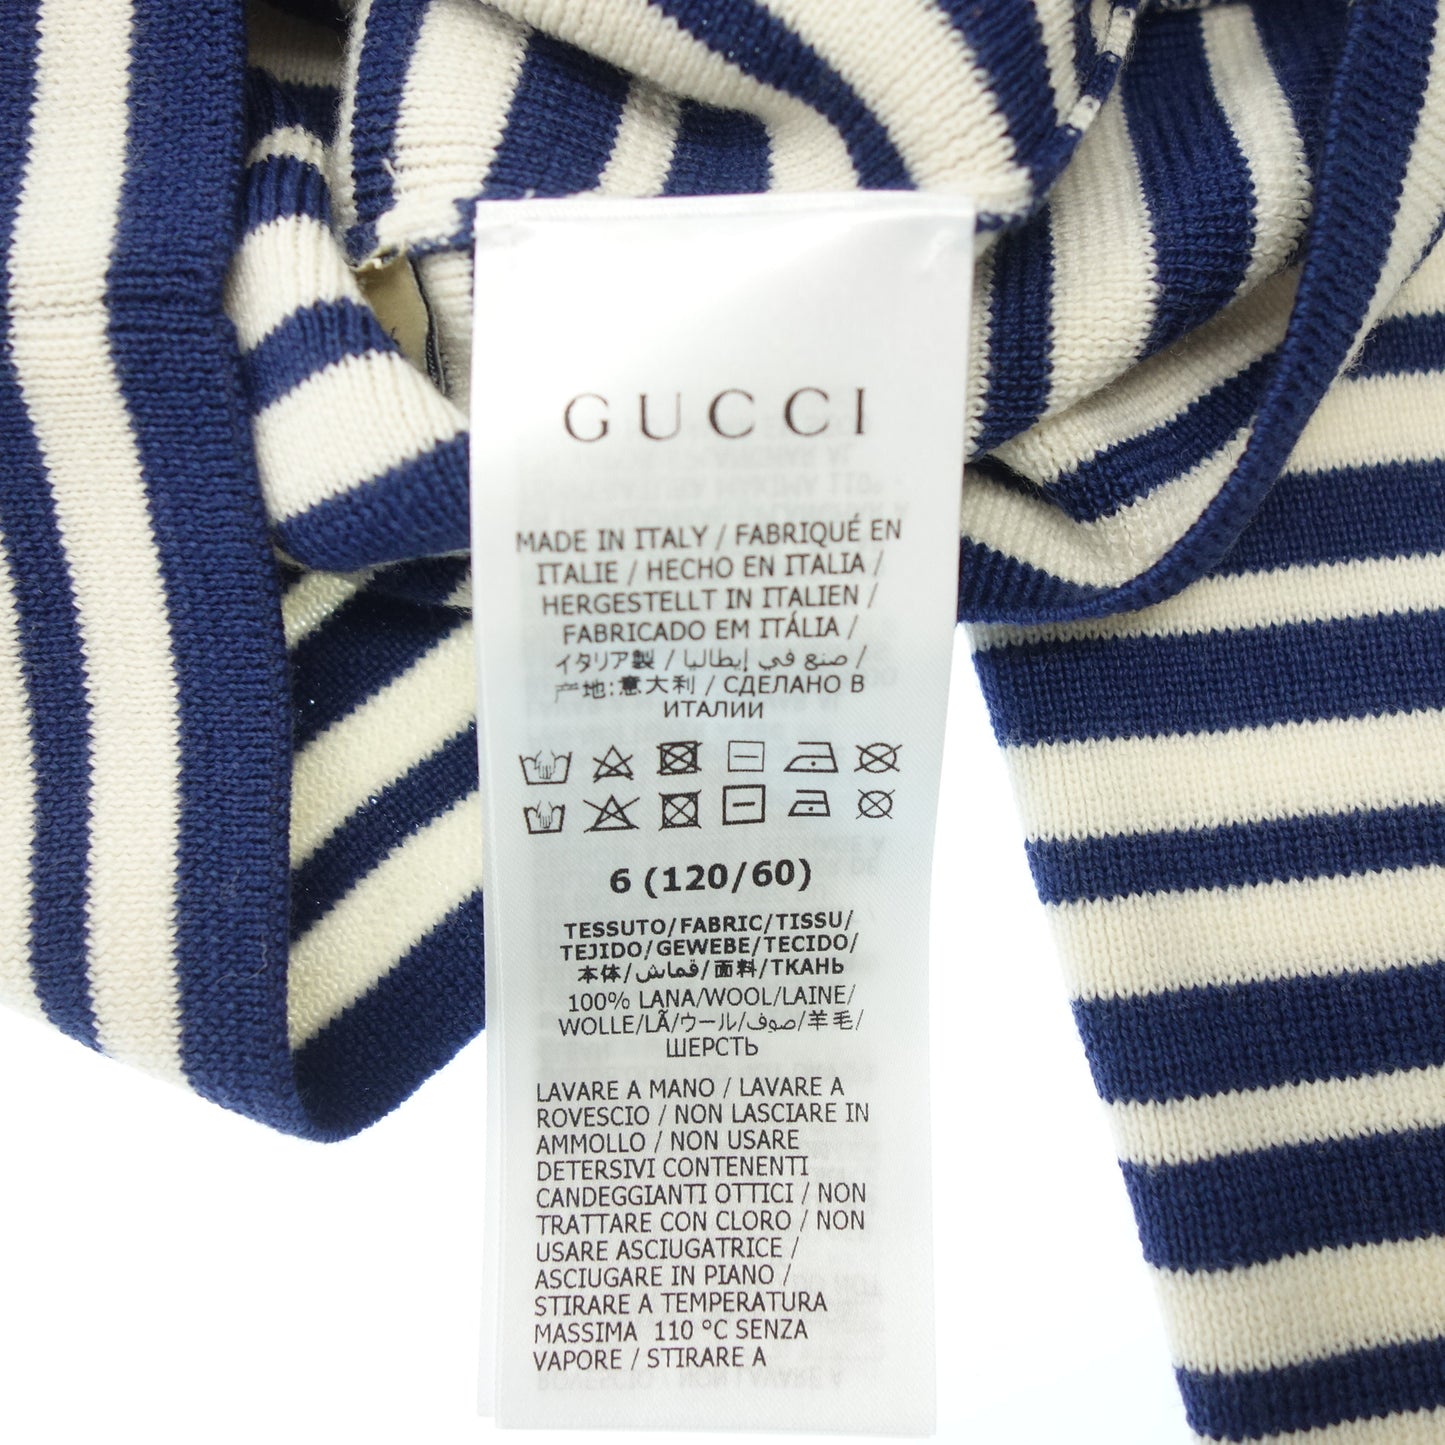 GUCCI
MADE IN ITALY / FABRIQUÉ EN
ITALIE / HECHO EN ITALIA /
HERGESTELLT IN ITALIEN /
FABRICADO EM ITÁLIA /
イタリア製 / صنع في إيطاليا /
产地:意大利 / СДЕЛАНО В
ИТАЛИИ
6 (120/60)
TESSUTO/FABRIC/TISSU/
TEJIDO/GEWEBE/TECIDO/
本体/قماش/面料/ТКАНЬ
100% LANA/WOOL/LAINE/
WOLLE/LÃ/ウール/صوف/羊毛/
ШЕРСТЬ
LAVARE A MANO / LAVARE A
ROVESCIO / NON LASCIARE IN
AMMOLLO / NON USARE
DETERSIVI CONTENENTI
CANDEGGIANTI OTTICI / NON
TRATTARE CON CLORO / NON
USARE ASCIUGATRICE /
ASCIUGARE IN PIANO /
STIRARE A TEMPERATURA
MASSIMA 110 °C SENZA
VAPORE / STIRARE A